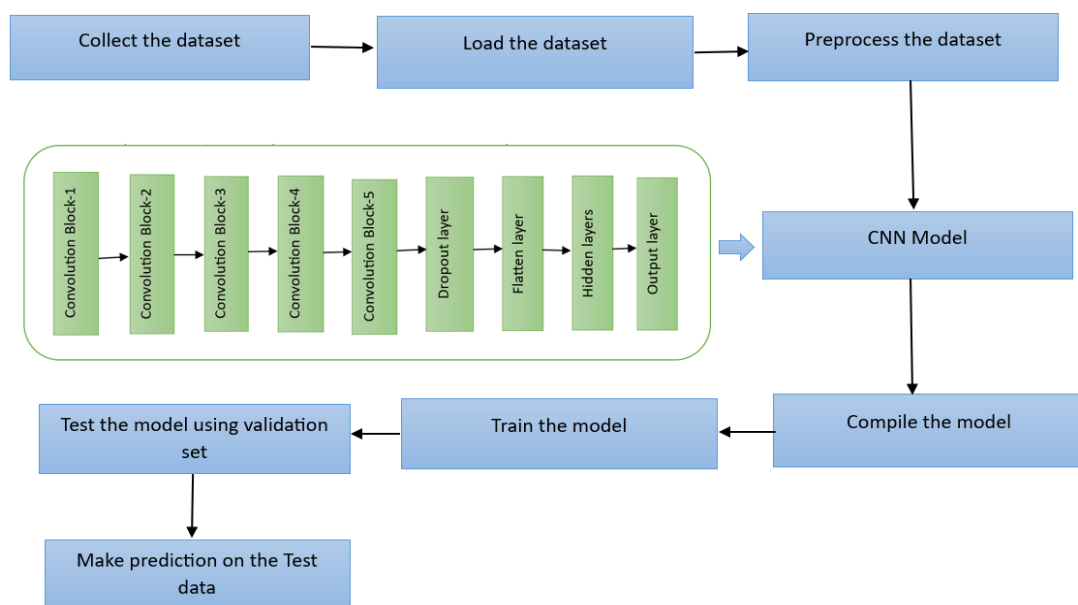 Collect the dataset
Load the dataset
Preprocess the dataset
Convolution Block-1
Convolution Block-2
Convolution Block-3
Convolution Block-4
Convolution Block-5
Dropout layer
Flatten layer
Hidden layers
Output layer
CNN Model
Test the model using validation
set
Train the model
Compile the model
Make prediction on the Test
data